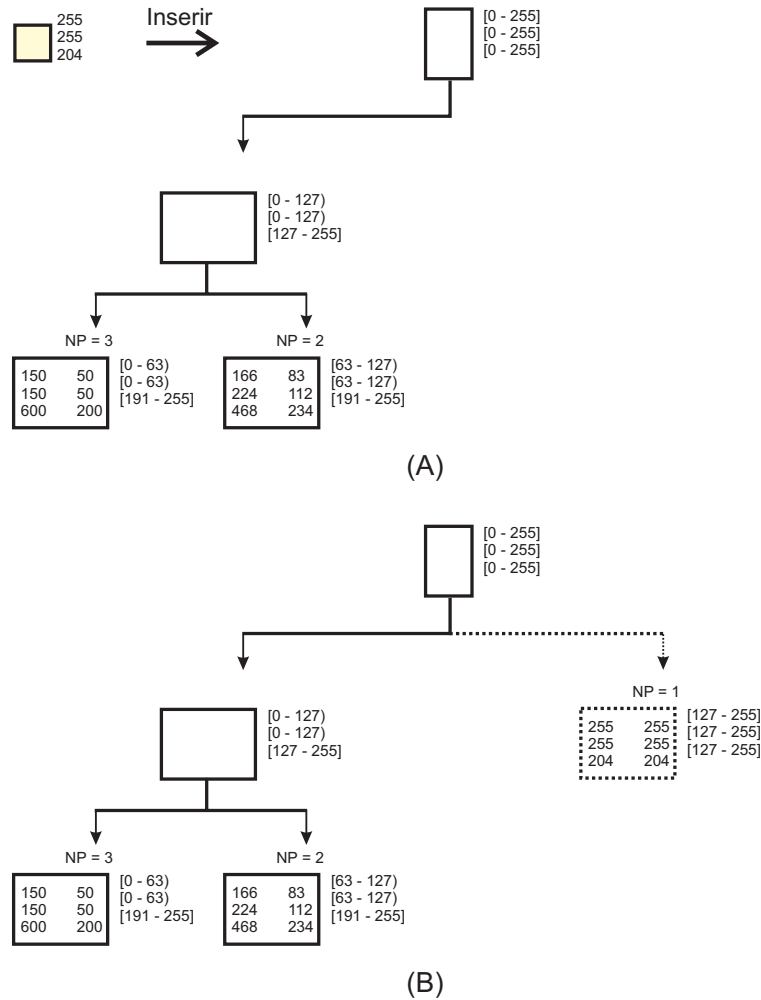 255
255
204
Inserir
[0 - 255]
[0 - 255]
[0 - 255]
[0 - 127)
[0 - 127)
[127 - 255]
NP = 3
150 50
150 50
600 200
[0 - 63)
[0 - 63)
[191 - 255]
NP = 2
166 83
224 112
468 234
[63 - 127)
[63 - 127)
[191 - 255]
(A)
[0 - 255]
[0 - 255]
[0 - 255]
[0 - 127)
[0 - 127)
[127 - 255]
NP = 1
255 255
255 255
204 204
[127 - 255]
[127 - 255]
[127 - 255]
NP = 3
150 50
150 50
600 200
[0 - 63)
[0 - 63)
[191 - 255]
NP = 2
166 83
224 112
468 234
[63 - 127)
[63 - 127)
[191 - 255]
(B)